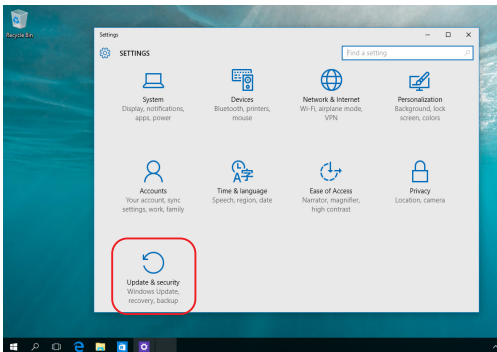 Recycle Bin
Settings
SETTINGS
Find a setting
System
Display, notifications,
apps, power
Devices
Bluetooth, printers,
mouse
Network & Internet
Wi-Fi, airplane mode,
VPN
Personalization
Background, lock
screen, colors
Accounts
Your account, sync
settings, work, family
Time & language
Speech, region, date
Ease of Access
Narrator, magnifier,
high contrast
Privacy
Location, camera
Update & security
Windows Update,
recovery, backup